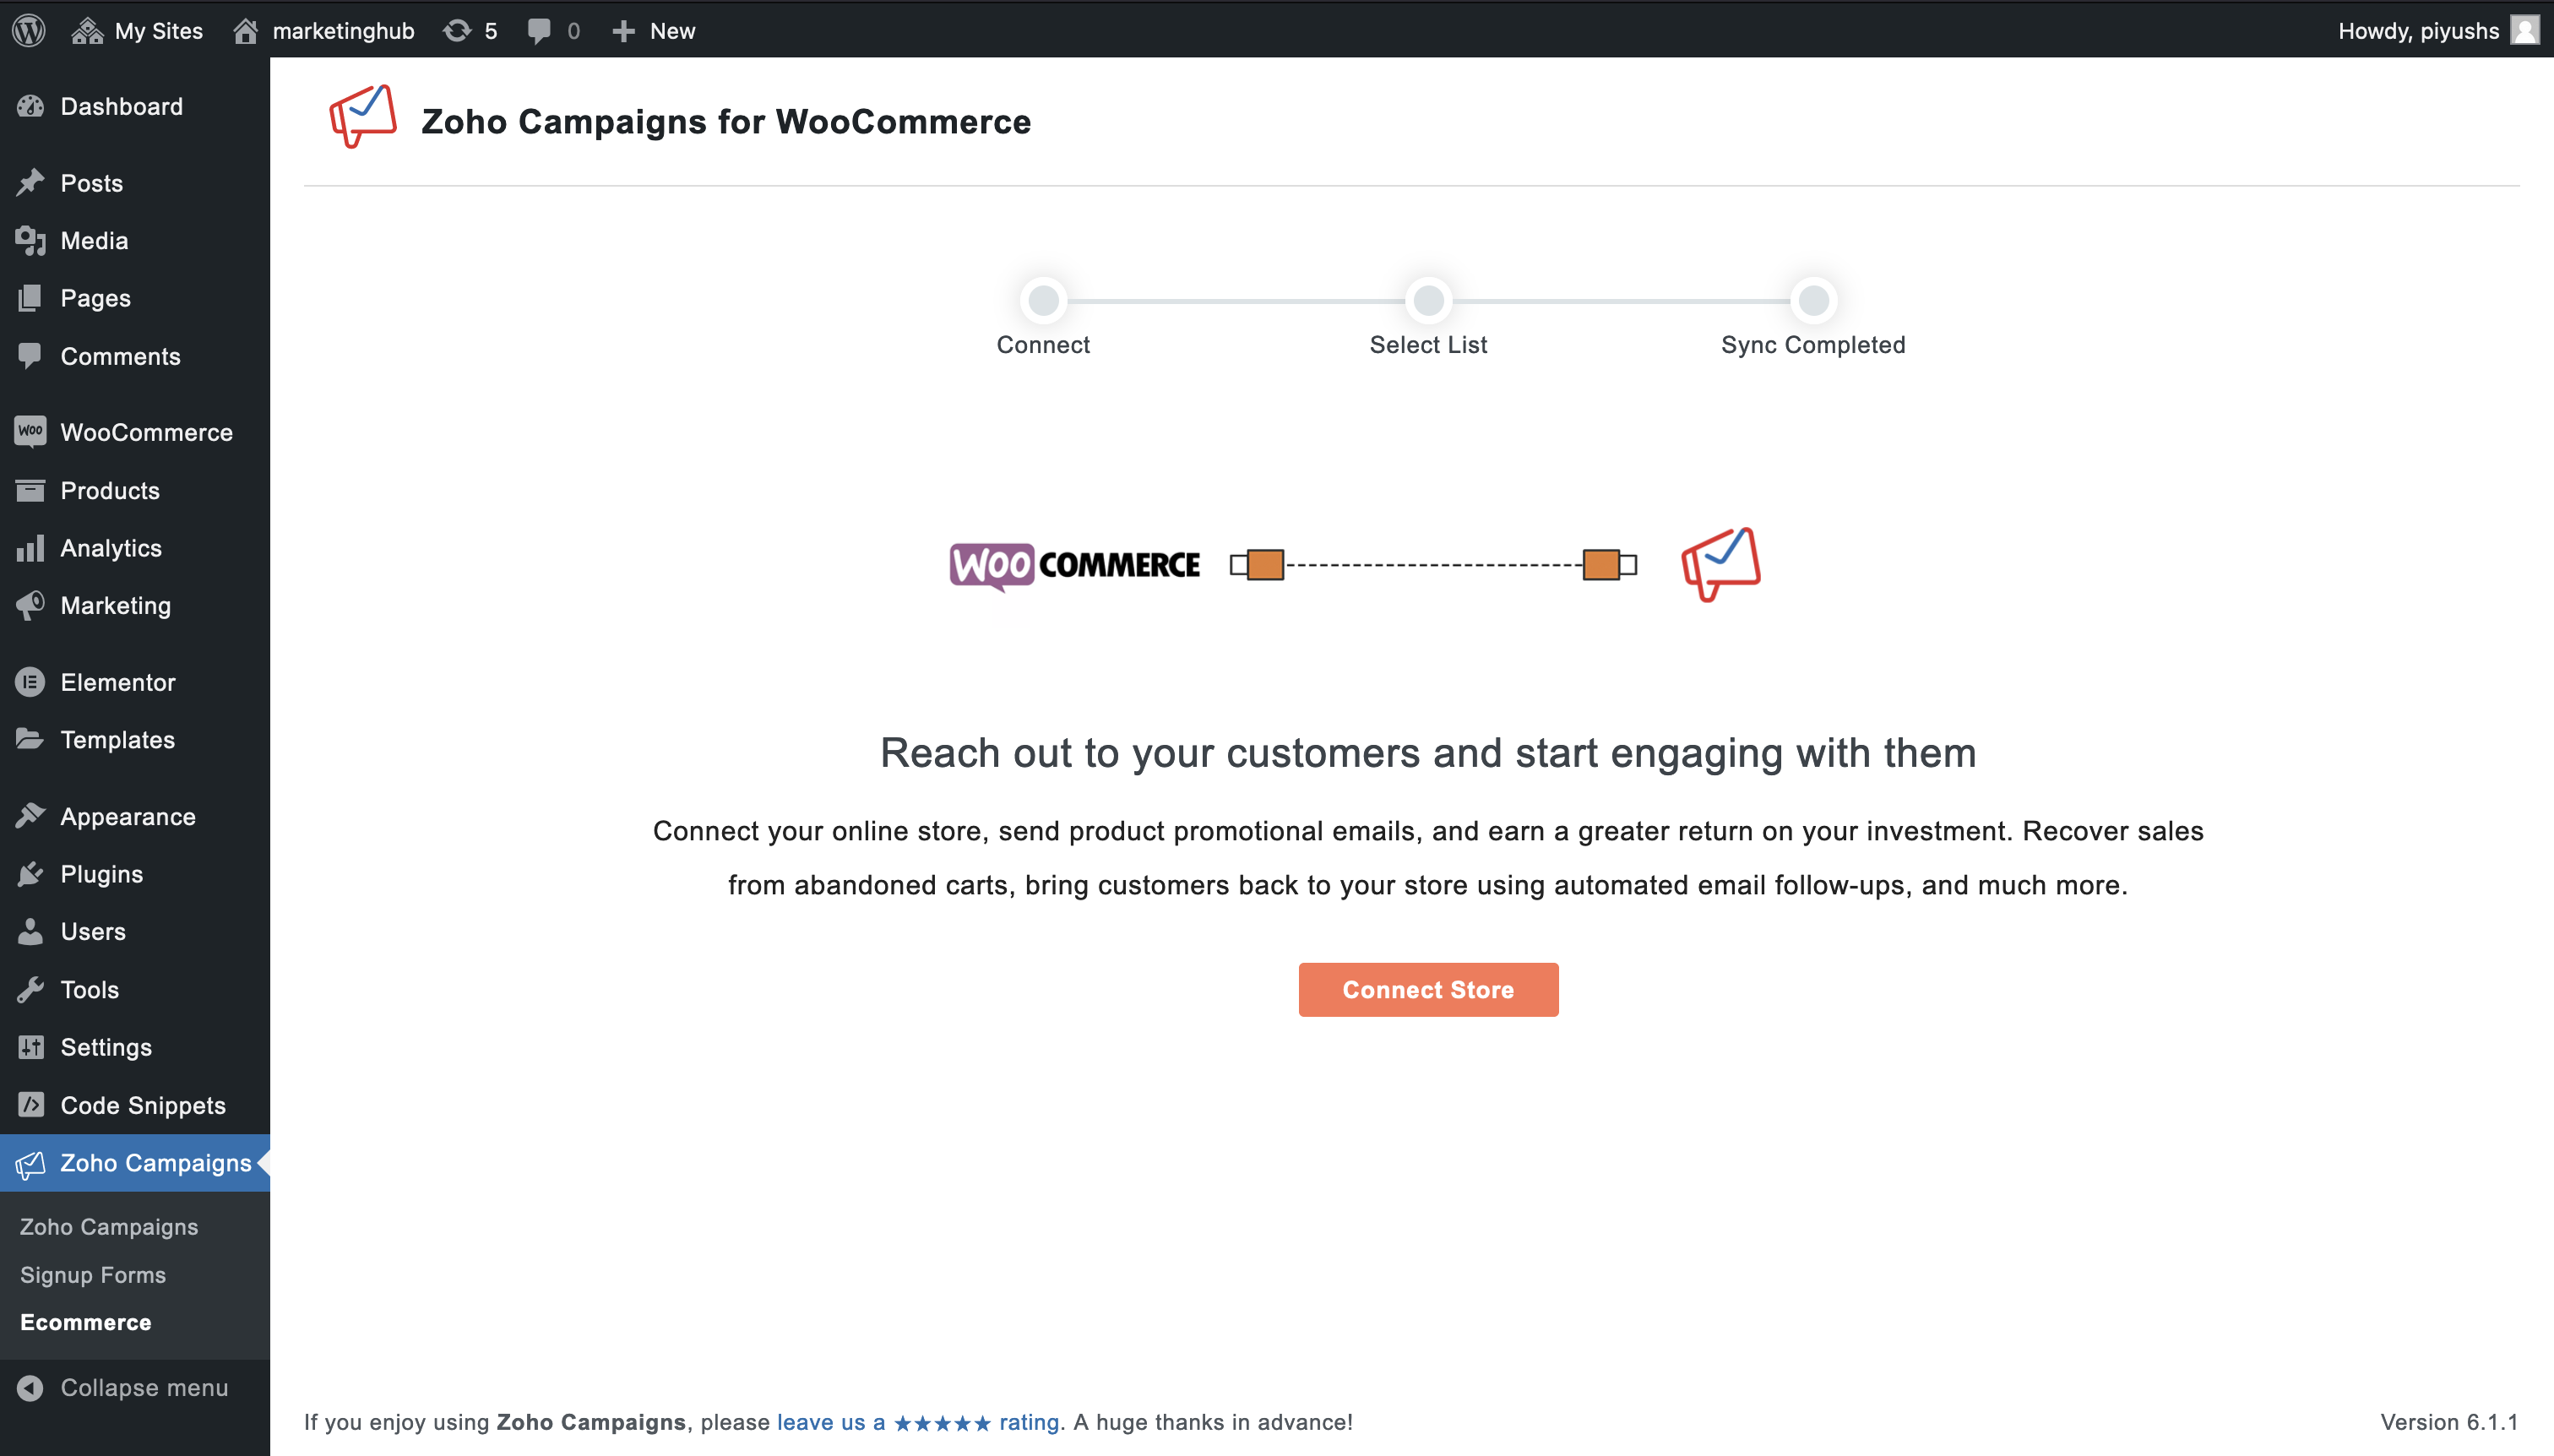 My Sites
marketinghub
5
0
New
Howdy, piyushs
Dashboard
Posts
Media
Pages
Comments
Woo WooCommerce
Products
Analytics
Marketing
Elementor
Templates
Appearance
Plugins
Users
Tools
Settings
Code Snippets
Zoho Campaigns
Zoho Campaigns
Signup Forms
Ecommerce
Collapse menu
Zoho Campaigns for WooCommerce
Connect
Select List
Sync Completed
WOO COMMERCE
Reach out to your customers and start engaging with them
Connect your online store, send product promotional emails, and earn a greater return on your investment. Recover sales
from abandoned carts, bring customers back to your store using automated email follow-ups, and much more.
Connect Store
If you enjoy using Zoho Campaigns, please leave us a ★★★★★ rating. A huge thanks in advance!
Version 6.1.1